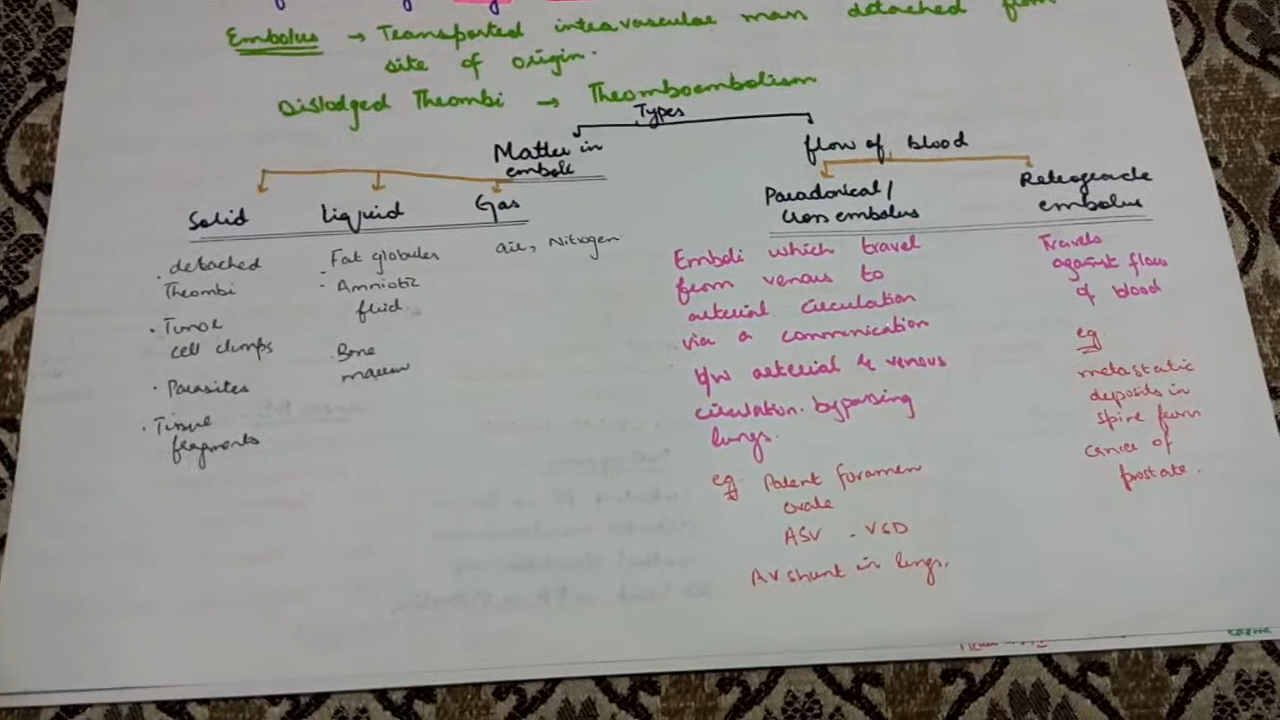 Embolus → Transported intravascular mass detached from
site of origin.
Dislodged Thrombi → Thromboembolism
Types
Matter in
emboli
flow of blood
Solid
Liquid
Gas
Paradoxical/
Cross embolus
Retrograde
embolus
. detached
Thrombi
. Tumor
cell clumps
. Parasites
. Tissue
fragments
Fat globules
- Amniotic
fluid.
. Bone
marrow
air, Nitrogen
Emboli which travel
from venous to
arterial circulation
via a communication
b/w arterial & venous
circulation. bypassing
lungs.
eg. Patent foramen
ovale
ASV - VSD
AV shunt in lungs.
Travels
against flow
of blood
eg
metastatic
deposits in
spine from
cancer of
prostate.